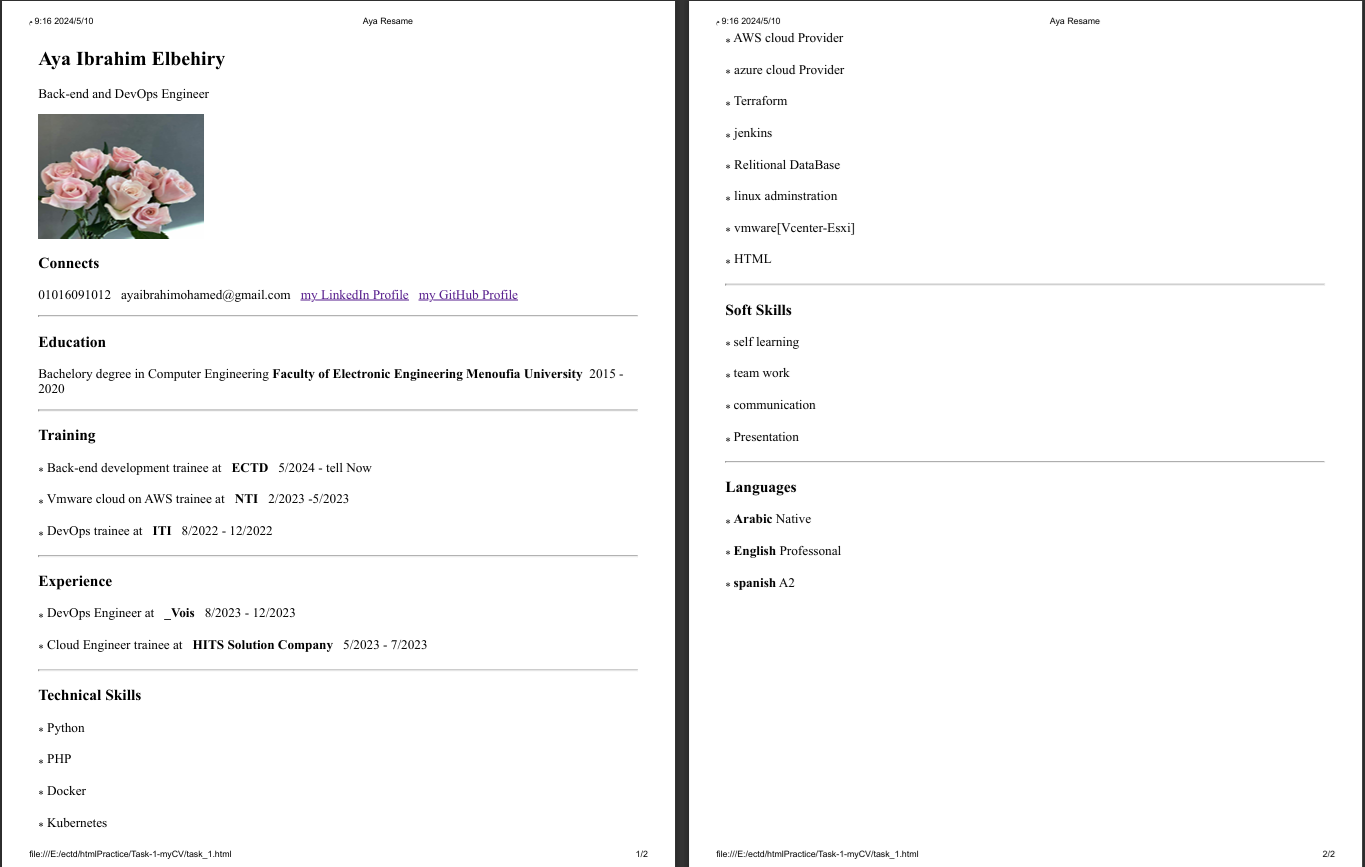 م 9:16 2024/5/10 Aya Resame
Aya Ibrahim Elbehiry
Back-end and DevOps Engineer
Connects
01016091012 ayaibrahimohamed@gmail.com my LinkedIn Profile my GitHub Profile
Education
Bachelory degree in Computer Engineering Faculty of Electronic Engineering Menoufia University 2015 -
2020
Training
* Back-end development trainee at ECTD 5/2024 - tell Now
* Vmware cloud on AWS trainee at NTI 2/2023 -5/2023
* DevOps trainee at ITI 8/2022 - 12/2022
Experience
* DevOps Engineer at _Vois 8/2023 - 12/2023
* Cloud Engineer trainee at HITS Solution Company 5/2023 - 7/2023
Technical Skills
* Python
* PHP
* Docker
* Kubernetes
file:///E:/ectd/htmlPractice/Task-1-myCV/task_1.html 1/2
م 9:16 2024/5/10 Aya Resame
* AWS cloud Provider
* azure cloud Provider
* Terraform
* jenkins
* Relitional DataBase
* linux adminstration
* vmware[Vcenter-Esxi]
* HTML
Soft Skills
* self learning
* team work
* communication
* Presentation
Languages
* Arabic Native
* English Professonal
* spanish A2
file:///E:/ectd/htmlPractice/Task-1-myCV/task_1.html 2/2